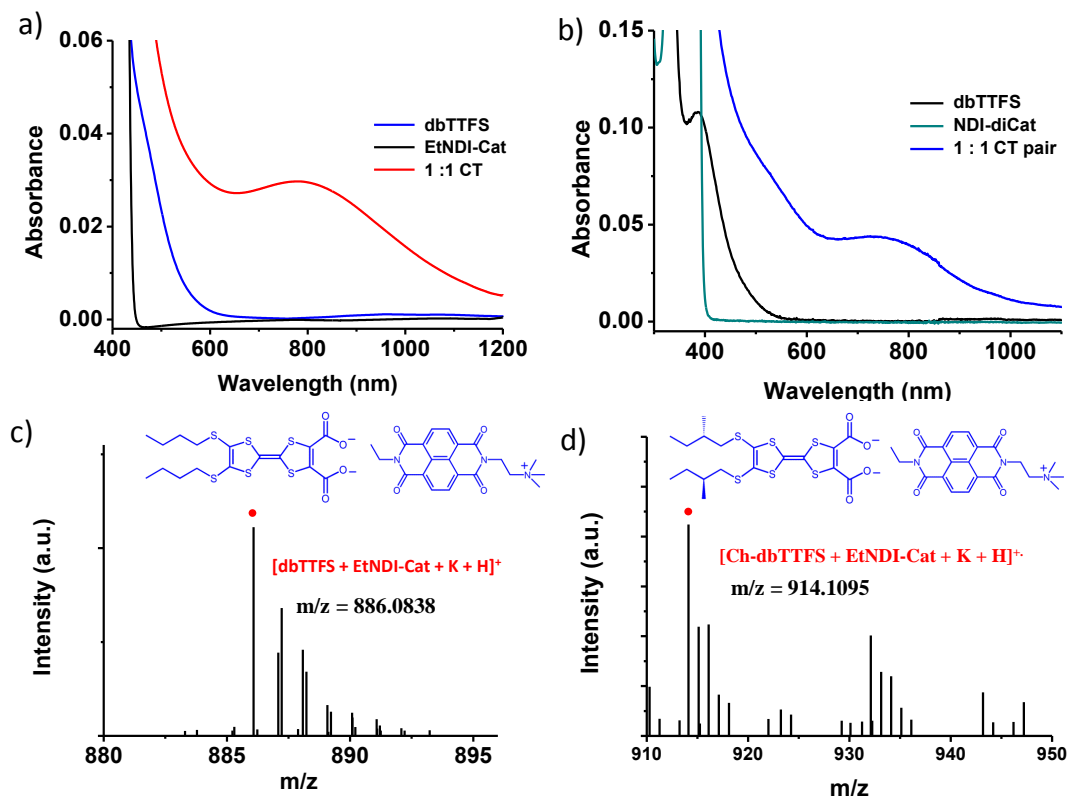 a)
0.06
0.04
0.02
0.00
Absorbance
dbTTFS
EtNDI-Cat
1 :1 CT
400 600 800 1000 1200
Wavelength (nm)
b)
0.15
0.10
0.05
0.00
Absorbance
dbTTFS
NDI-diCat
1 : 1 CT pair
400 600 800 1000
Wavelength (nm)
c)
S S S O O−
S S S O− O
O O N N O O N+
[dbTTFS + EtNDI-Cat + K + H]+
m/z = 886.0838
Intensity (a.u.)
880 885 890 895
m/z
d)
S S S O O−
S S S O− O
O O N N O O N+
[Ch-dbTTFS + EtNDI-Cat + K + H]+·
m/z = 914.1095
Intensity (a.u.)
910 920 930 940 950
m/z